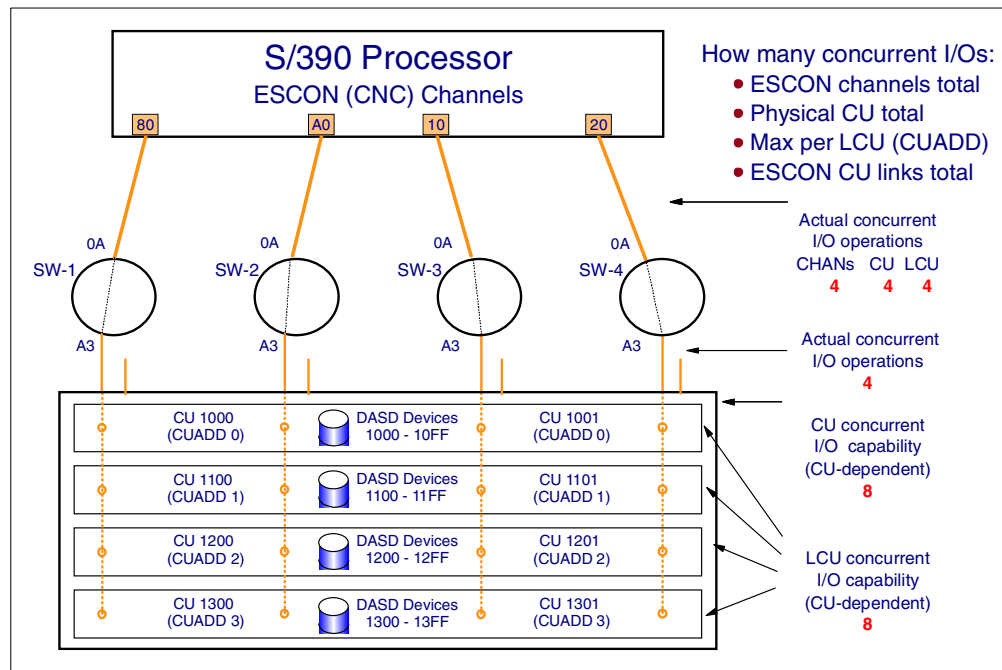 S/390 Processor
ESCON (CNC) Channels
80
A0
10
20
How many concurrent I/Os:
• ESCON channels total
• Physical CU total
• Max per LCU (CUADD)
• ESCON CU links total
Actual concurrent
I/O operations
CHANs CU LCU
4 4 4
0A
0A
0A
0A
SW-1
SW-2
SW-3
SW-4
A3
A3
A3
A3
Actual concurrent
I/O operations
4
CU 1000
(CUADD 0)
DASD Devices
1000 - 10FF
CU 1001
(CUADD 0)
CU 1100
(CUADD 1)
DASD Devices
1100 - 11FF
CU 1101
(CUADD 1)
CU 1200
(CUADD 2)
DASD Devices
1200 - 12FF
CU 1201
(CUADD 2)
CU 1300
(CUADD 3)
DASD Devices
1300 - 13FF
CU 1301
(CUADD 3)
CU concurrent
I/O capability
(CU-dependent)
8
LCU concurrent
I/O capability
(CU-dependent)
8